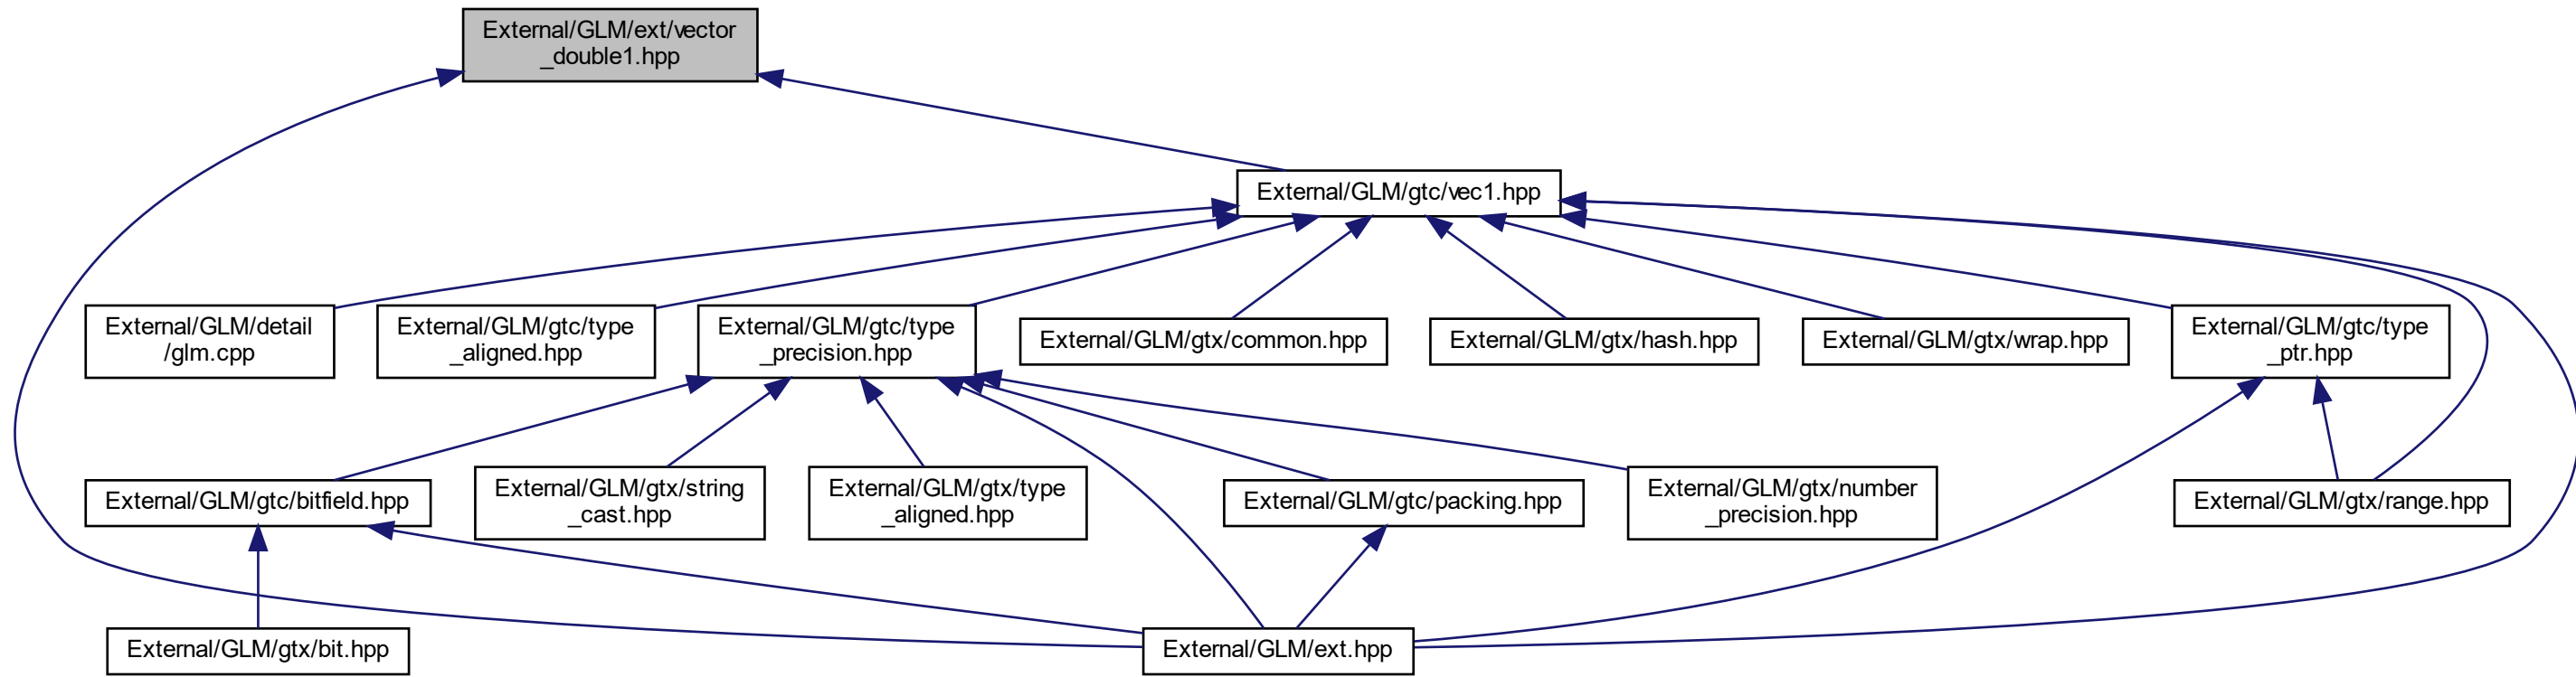 External/GLM/ext/vector
_double1.hpp
External/GLM/gtc/vec1.hpp
External/GLM/detail
/glm.cpp
External/GLM/gtc/type
_aligned.hpp
External/GLM/gtc/type
_precision.hpp
External/GLM/gtx/common.hpp
External/GLM/gtx/hash.hpp
External/GLM/gtx/wrap.hpp
External/GLM/gtc/type
_ptr.hpp
External/GLM/gtc/bitfield.hpp
External/GLM/gtx/string
_cast.hpp
External/GLM/gtx/type
_aligned.hpp
External/GLM/gtc/packing.hpp
External/GLM/gtx/number
_precision.hpp
External/GLM/gtx/range.hpp
External/GLM/gtx/bit.hpp
External/GLM/ext.hpp